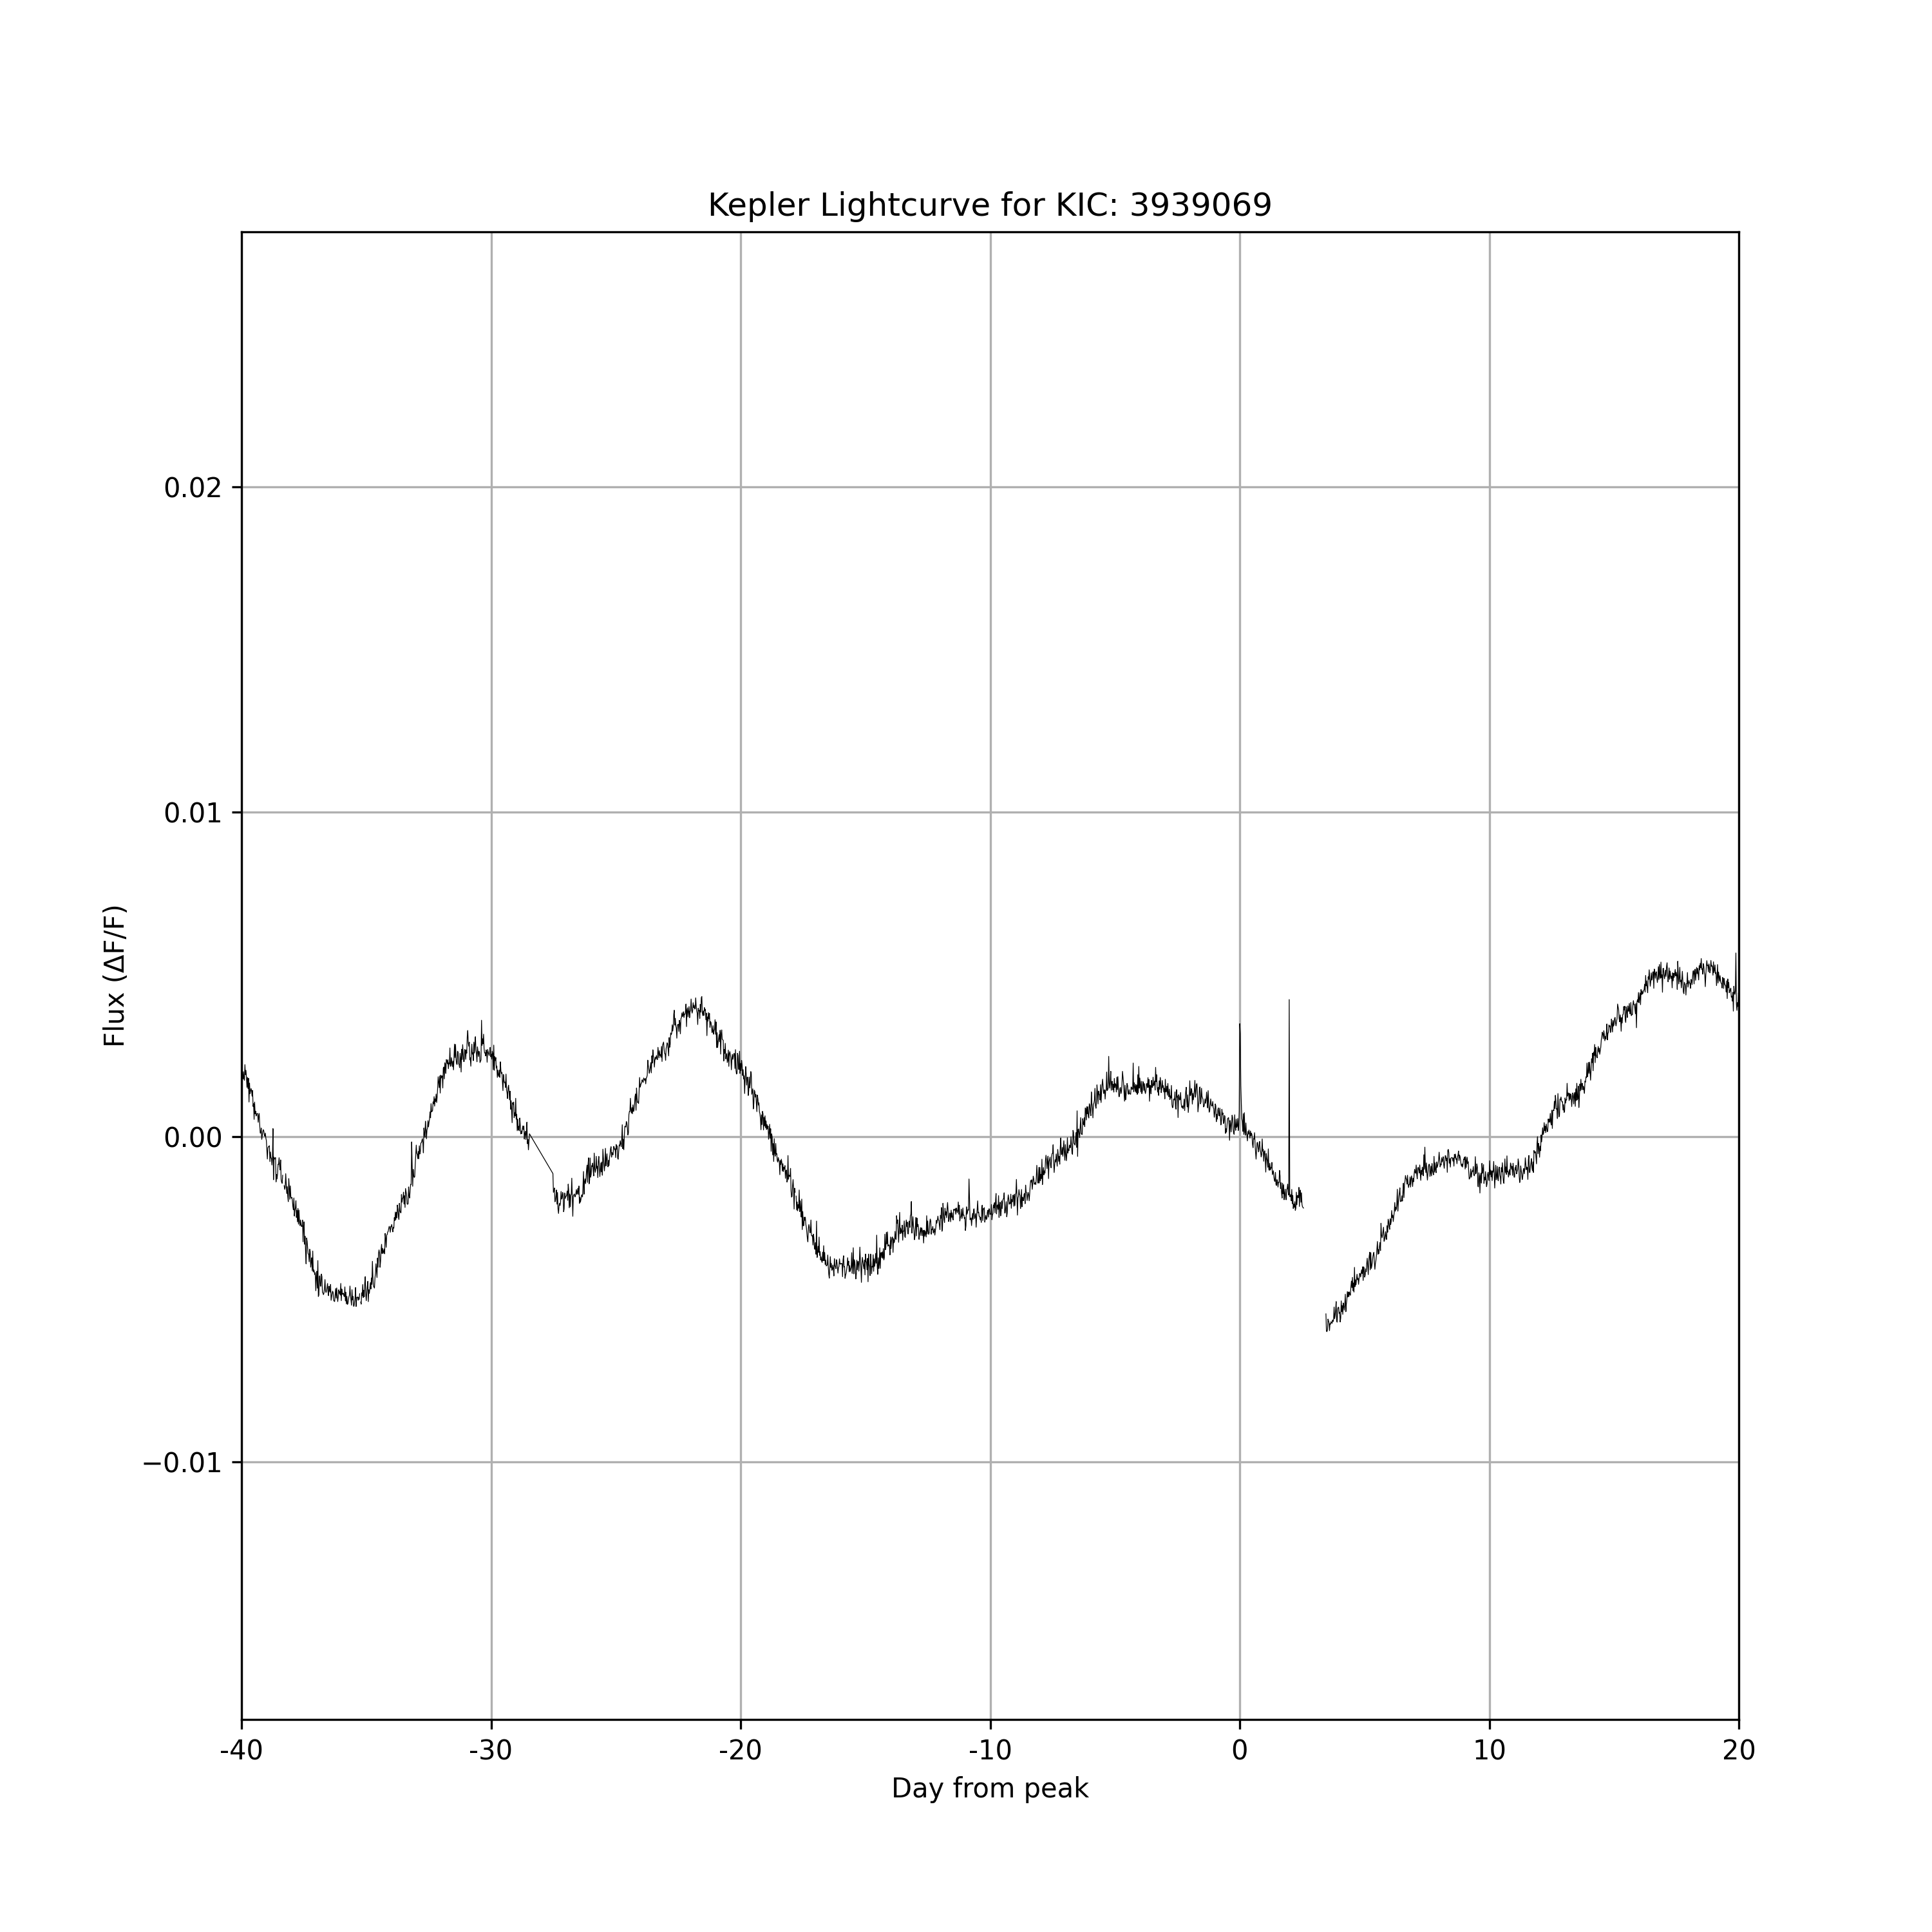 Kepler Lightcurve for KIC: 3939069
Flux (ΔF/F)
0.02
0.01
0.00
−0.01
-40 -30 -20 -10 0 10 20
Day from peak